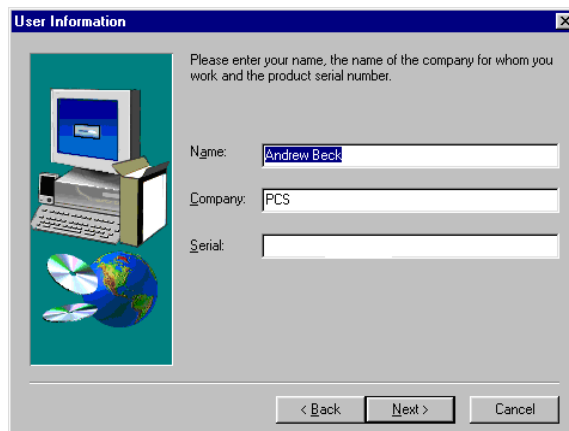 User Information
Please enter your name, the name of the company for whom you
work and the product serial number.
Name: Andrew Beck
Company: PCS
Serial:
< Back Next > Cancel